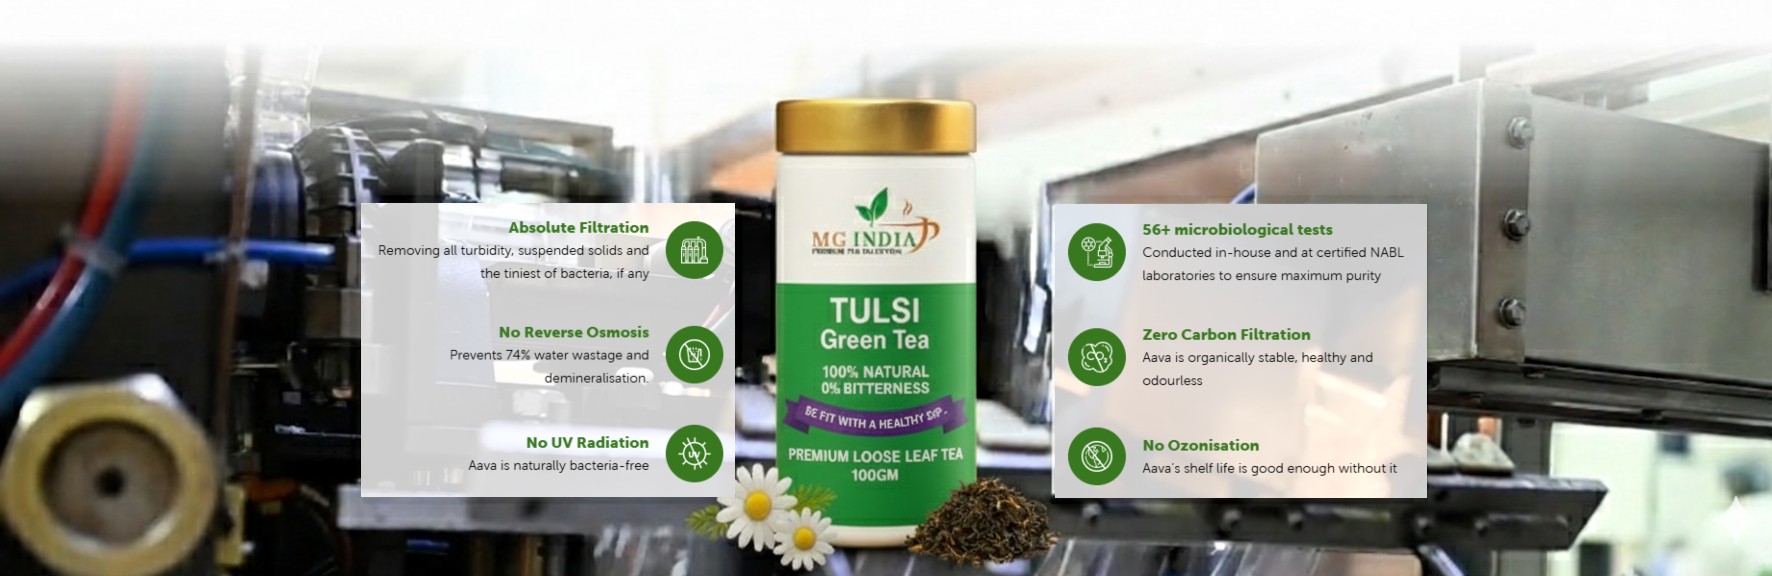 Absolute Filtration
Removing all turbidity, suspended solids and
the tiniest of bacteria, if any
No Reverse Osmosis
Prevents 74% water wastage and
demineralisation.
No UV Radiation
UV
Aava is naturally bacteria-free
MG INDIA
PREMIUM
TULSI
Green Tea
100% NATURAL
0% BITTERNESS
BE FIT WITH A HEALTHY
PREMIUM LOOSE LEAF TEA
100GM
56+ microbiological tests
Conducted in-house and at certified NABL
laboratories to ensure maximum purity
Zero Carbon Filtration
CO₂
Aava is organically stable, healthy and
odourless
No Ozonisation
Aava's shelf life is good enough without it